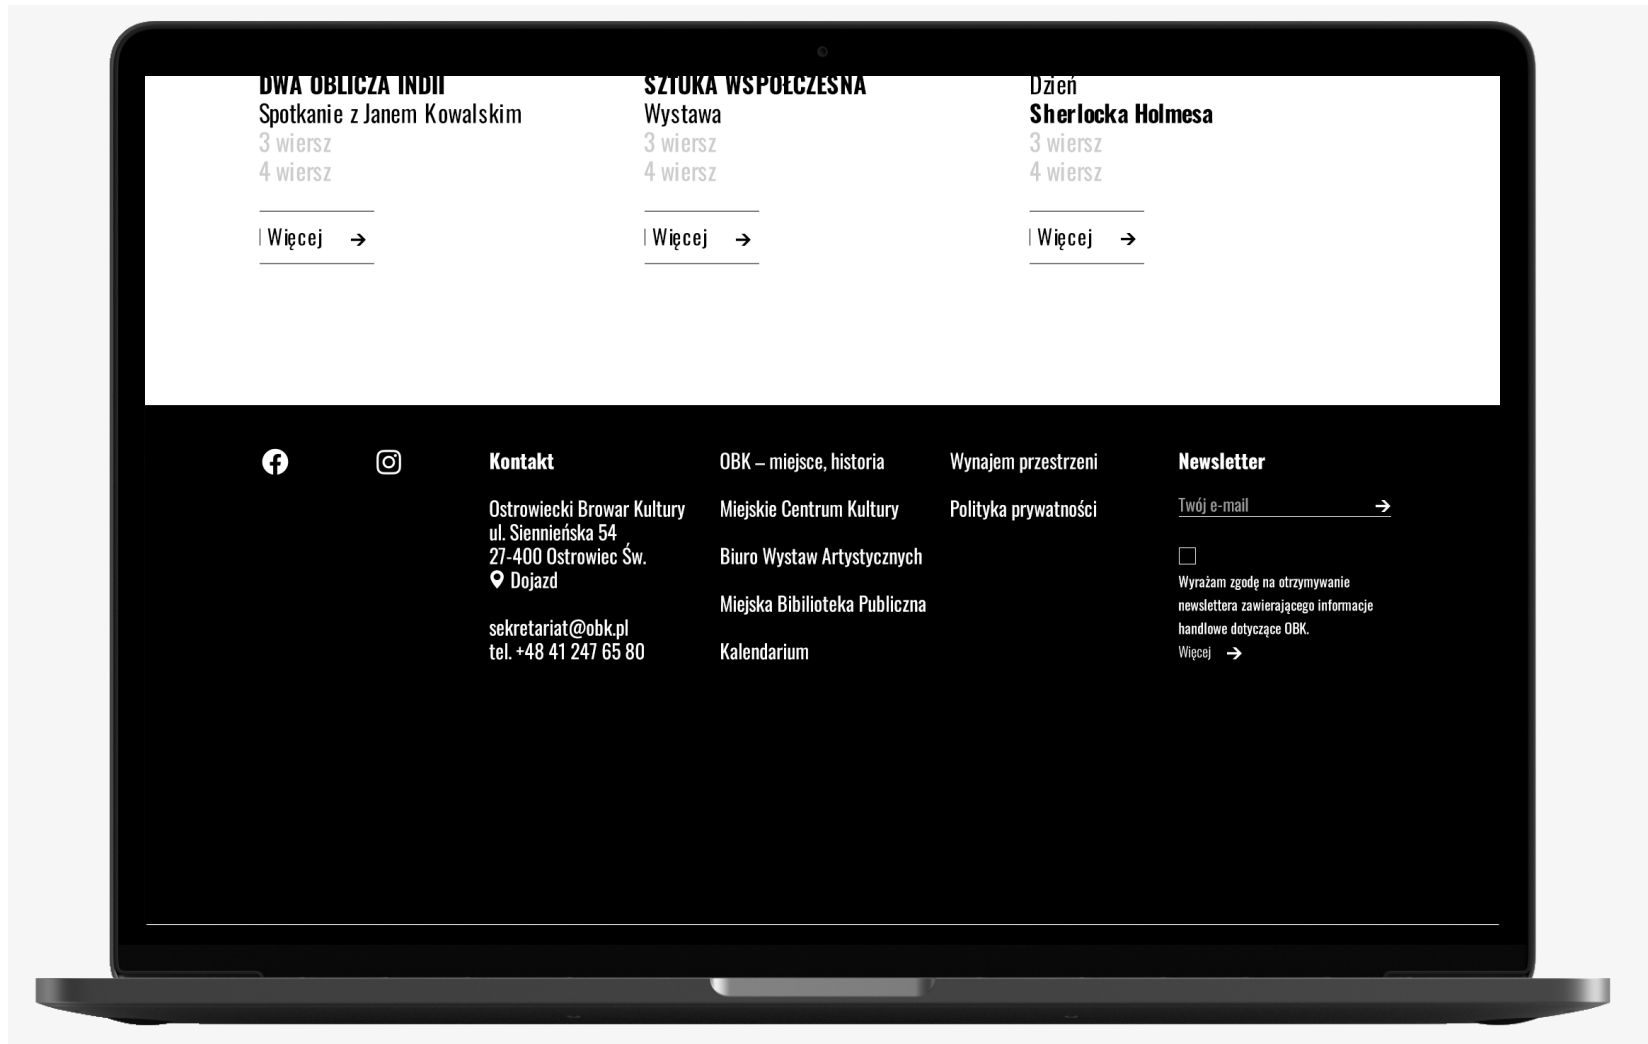 DWA OBLICZA INDII
Spotkanie z Janem Kowalskim
3 wiersz
4 wiersz
Więcej
SZTUKA WSPÓŁCZESNA
Wystawa
3 wiersz
4 wiersz
Więcej
Dzień
Sherlocka Holmesa
3 wiersz
4 wiersz
Więcej
Kontakt
Ostrowiecki Browar Kultury
ul. Siennieńska 54
27-400 Ostrowiec Św.
Dojazd
sekretariat@obk.pl
tel. +48 41 247 65 80
OBK – miejsce, historia
Miejskie Centrum Kultury
Biuro Wystaw Artystycznych
Miejska Bibilioteka Publiczna
Kalendarium
Wynajem przestrzeni
Polityka prywatności
Newsletter
Twój e-mail
Wyrażam zgodę na otrzymywanie
newslettera zawierającego informacje
handlowe dotyczące OBK.
Więcej